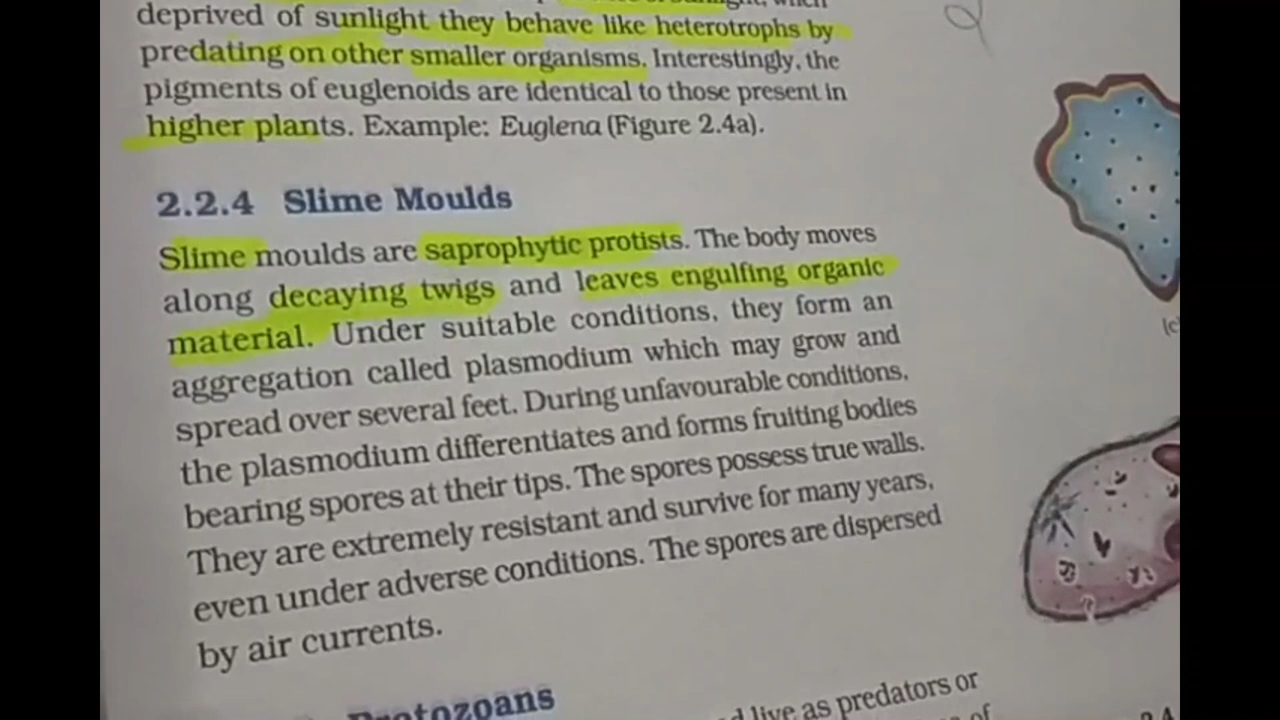 deprived of sunlight they behave like heterotrophs by
predating on other smaller organisms. Interestingly, the
pigments of euglenoids are identical to those present in
higher plants. Example: Euglena (Figure 2.4a).
2.2.4 Slime Moulds
Slime moulds are saprophytic protists. The body moves
along decaying twigs and leaves engulfing organic
material. Under suitable conditions, they form an
aggregation called plasmodium which may grow and
spread over several feet. During unfavourable conditions,
the plasmodium differentiates and forms fruiting bodies
bearing spores at their tips. The spores possess true walls.
They are extremely resistant and survive for many years,
even under adverse conditions. The spores are dispersed
by air currents.
Protozoans
live as predators or
of